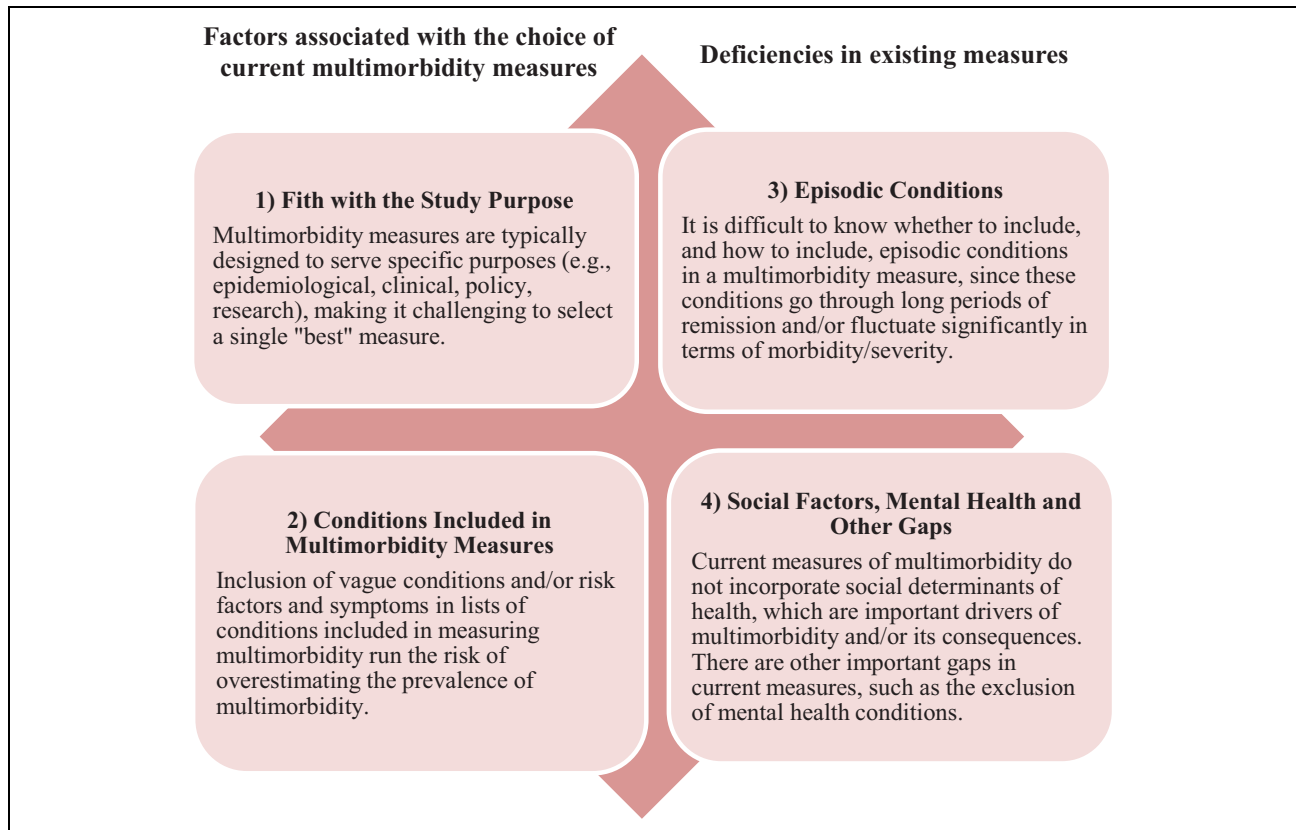 Factors associated with the choice of
current multimorbidity measures
Deficiencies in existing measures
1) Fith with the Study Purpose
Multimorbidity measures are typically
designed to serve specific purposes (e.g.,
epidemiological, clinical, policy,
research), making it challenging to select
a single "best" measure.
3) Episodic Conditions
It is difficult to know whether to include,
and how to include, episodic conditions
in a multimorbidity measure, since these
conditions go through long periods of
remission and/or fluctuate significantly in
terms of morbidity/severity.
2) Conditions Included in
Multimorbidity Measures
Inclusion of vague conditions and/or risk
factors and symptoms in lists of
conditions included in measuring
multimorbidity run the risk of
overestimating the prevalence of
multimorbidity.
4) Social Factors, Mental Health and
Other Gaps
Current measures of multimorbidity do
not incorporate social determinants of
health, which are important drivers of
multimorbidity and/or its consequences.
There are other important gaps in
current measures, such as the exclusion
of mental health conditions.